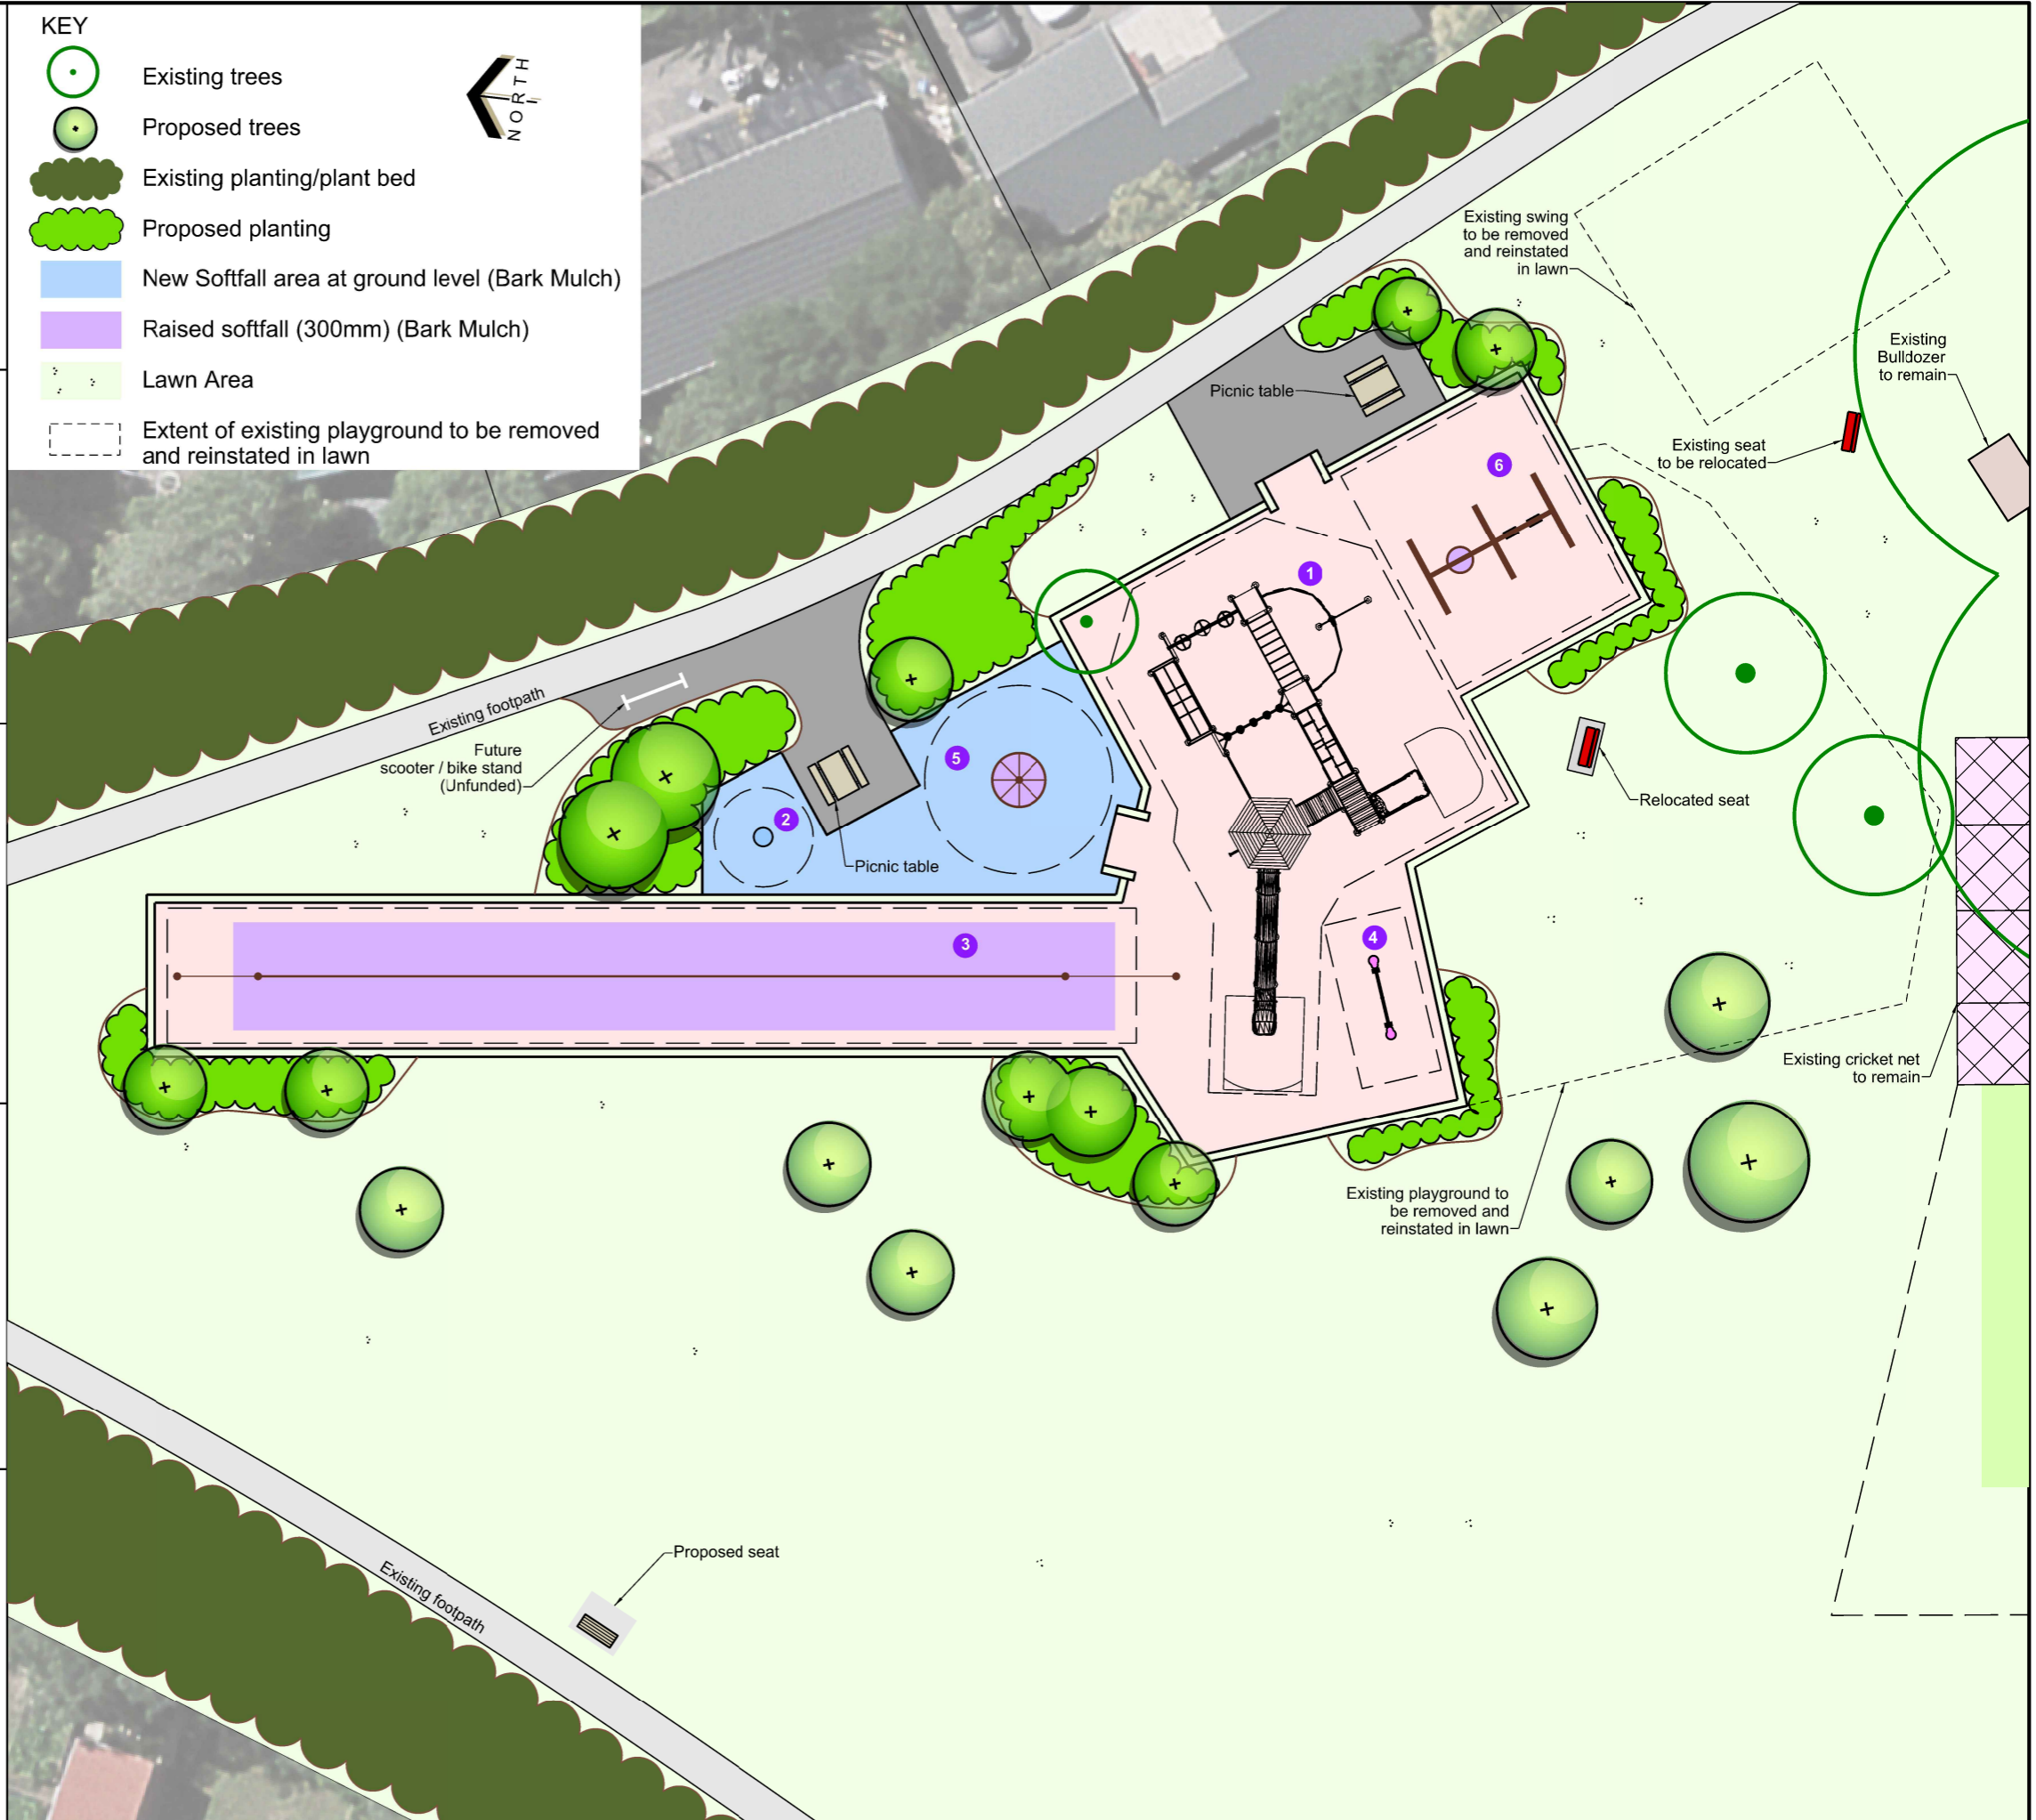 KEY
Existing trees
Proposed trees
Existing planting/plant bed
Proposed planting
New Softfall area at ground level (Bark Mulch)
Raised softfall (300mm) (Bark Mulch)
Lawn Area
Extent of existing playground to be removed
and reinstated in lawn
NORTH
Existing swing
to be removed
and reinstated
in lawn
Existing
Bulldozer
to remain
Picnic table
Existing seat
to be relocated
6
1
Existing footpath
Future
scooter / bike stand
(Unfunded)
5
2
Picnic table
Relocated seat
3
4
Existing cricket net
to remain
Existing playground to
be removed and
reinstated in lawn
Proposed seat
Existing footpath